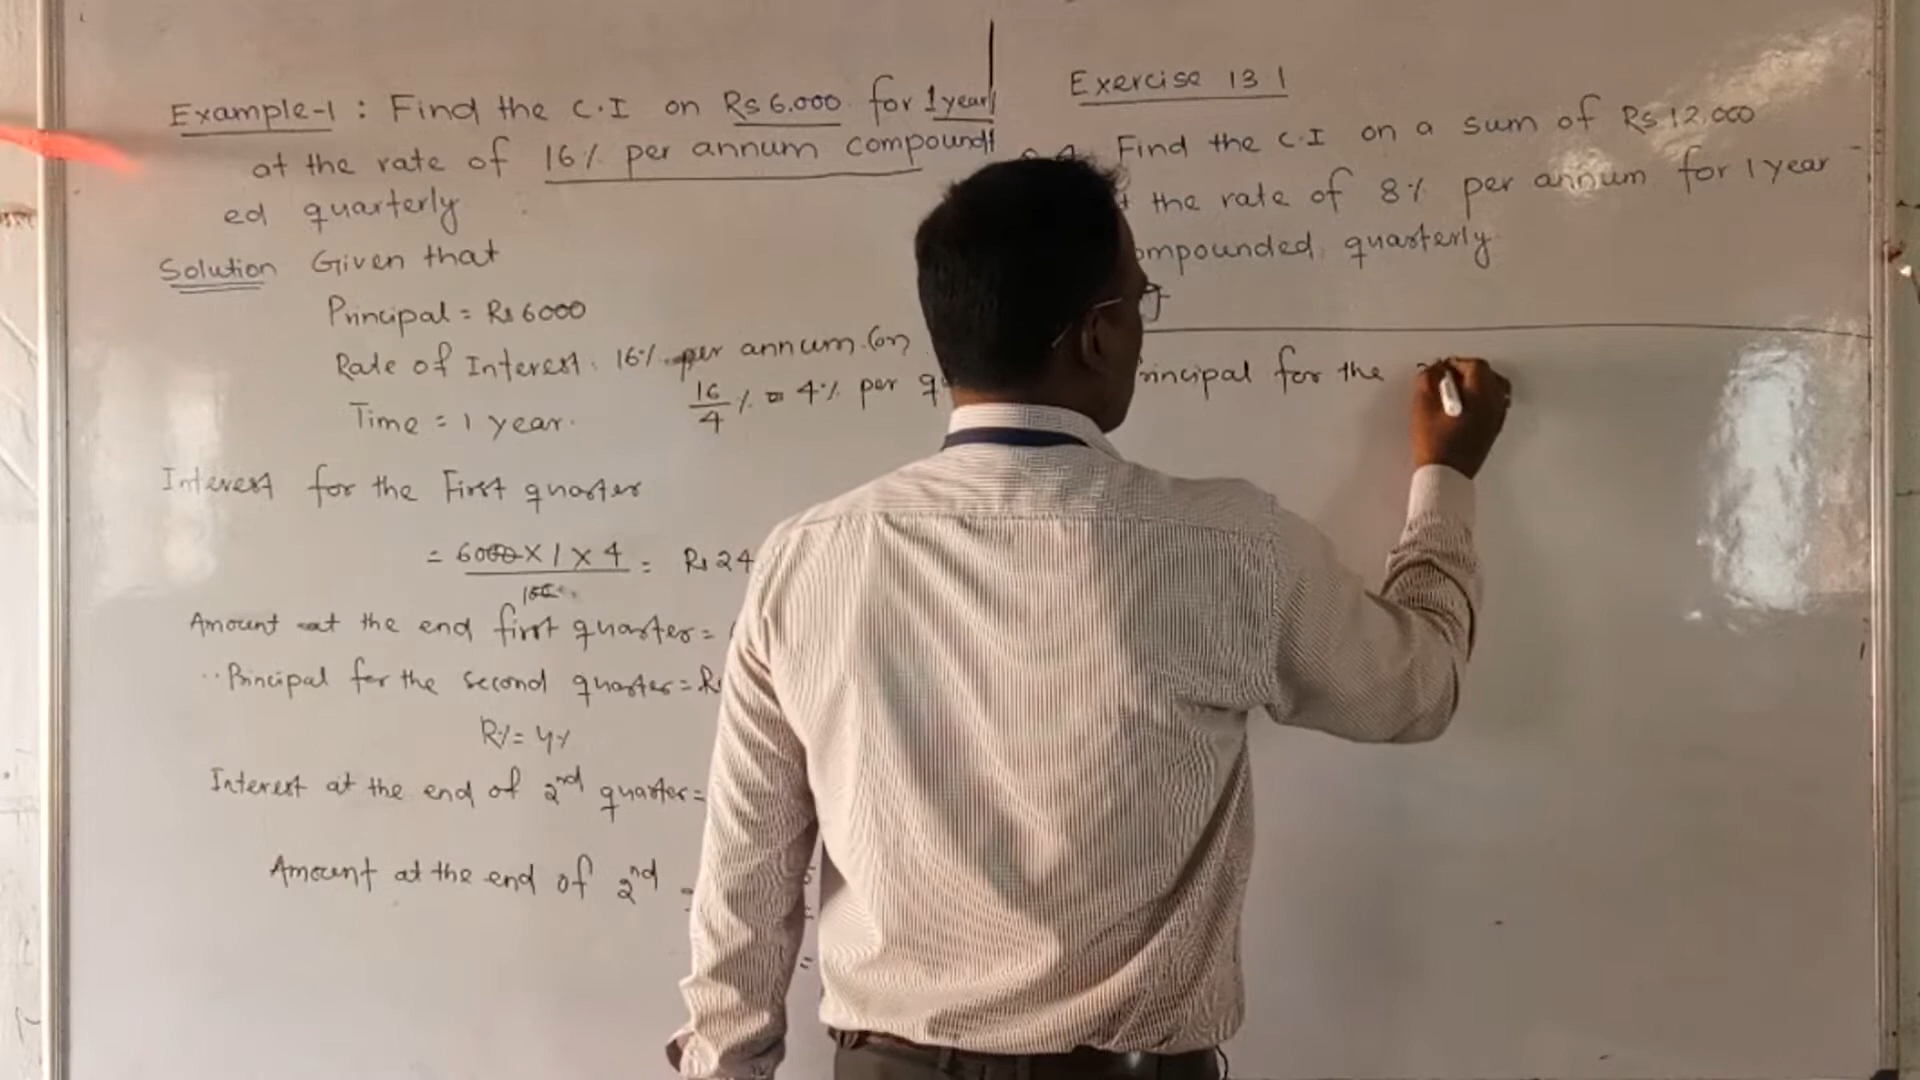 Example-1 : Find the C.I on Rs 6.000 for 1 year
at the rate of 16% per annum compound
ed quarterly
Solution Given that
Principal = Rs 6000
Rate of Interest. 16% per annum (or)
16/4 % = 4% per
Time = 1 year.
Interest for the First quarter
= 6000 X 1 X 4 / 100 = Rs 24
Amount at the end first quarter =
∴ Principal for the second quarter = Rs
R% = 4%
Interest at the end of 2nd quarter =
Amount at the end of 2nd =
Exercise 13 1
Find the C.I on a sum of Rs 12,000
the rate of 8% per annum for 1 year
ompounded quarterly
rincipal for the